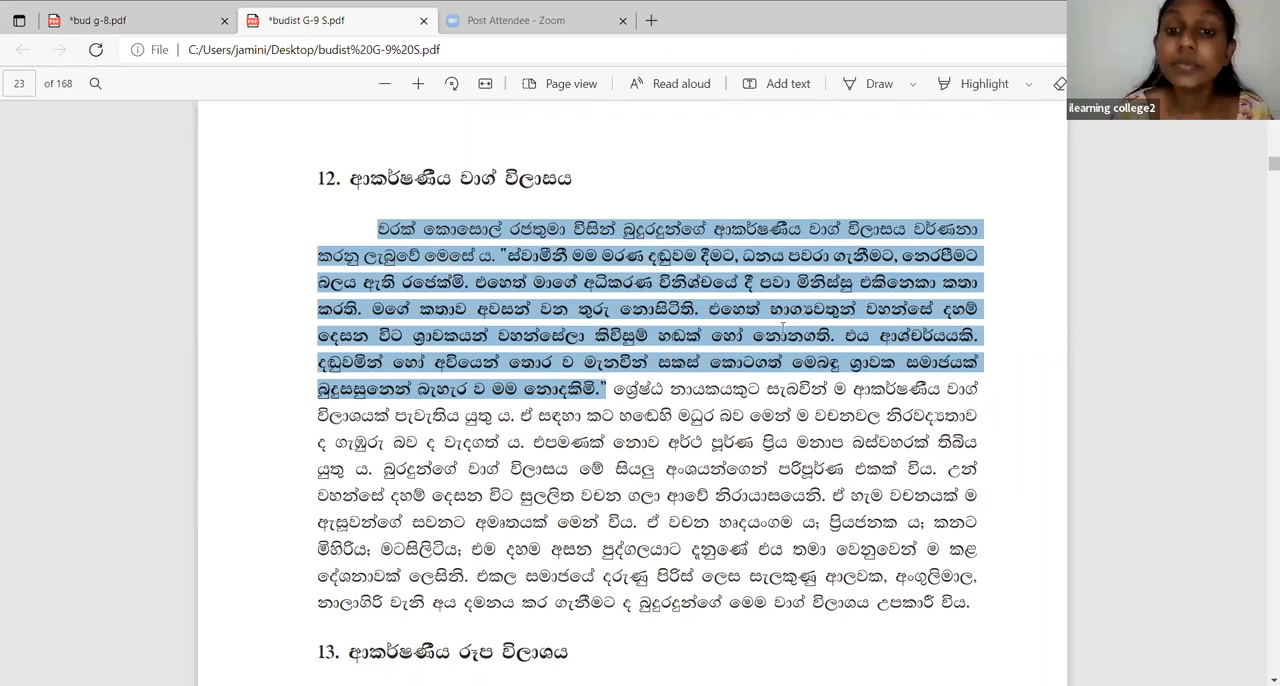 *bud g-8.pdf
*budist G-9 S.pdf
Post Attendee - Zoom
File C:/Users/jamini/Desktop/budist%20G-9%20S.pdf
23 of 168 Page view Read aloud Add text Draw Highlight
ilearning college2
12. ආකර්ෂණීය වාග් විලාසය
වරක් කොසොල් රජතුමා විසින් බුදුරදුන්ගේ ආකර්ෂණීය වාග් විලාසය වර්ණනා
කරනු ලැබුවේ මෙසේ ය. "ස්වාමීනී මම මරණ දඬුවම දීමට, ධනය පවරා ගැනීමට, නෙරපීමට
බලය ඇති රජෙක්මි. එහෙත් මාගේ අධිකරණ විනිශ්චයේ දී පවා මිනිස්සු එකිනෙකා කතා
කරති. මගේ කතාව අවසන් වන තුරු නොසිටිති. එහෙත් භාග්‍යවතුන් වහන්සේ දහම්
දෙසන විට ශ්‍රාවකයන් වහන්සේලා කිවිසුම් හඬක් හෝ නොනගති. එය ආශ්චර්යයකි.
දඬුවමින් හෝ අවියෙන් තොර ව මැනවින් සකස් කොටගත් මෙබඳු ශ්‍රාවක සමාජයක්
බුදුසසුනෙන් බැහැර ව මම නොදකිමි." ශ්‍රේෂ්ඨ නායකයකුට සැබවින් ම ආකර්ෂණීය වාග්
විලාශයක් පැවැතිය යුතු ය. ඒ සඳහා කට හඬෙහි මධුර බව මෙන් ම වචනවල නිරවද්‍යතාව
ද ගැඹුරු බව ද වැදගත් ය. එපමණක් නොව අර්ථ පූර්ණ ප්‍රිය මනාප බස්වහරක් තිබිය
යුතු ය. බුරදුන්ගේ වාග් විලාසය මේ සියලු අංශයන්ගෙන් පරිපූර්ණ එකක් විය. උන්
වහන්සේ දහම් දෙසන විට සුලලිත වචන ගලා ආවේ නිරායාසයෙනි. ඒ හැම වචනයක් ම
ඇසූවන්ගේ සවනට අමෘතයක් මෙන් විය. ඒ වචන හෘදයංගම ය; ප්‍රියජනක ය; කනට
මිහිරිය; මටසිලිටිය; එම දහම අසන පුද්ගලයාට දැනුණේ එය තමා වෙනුවෙන් ම කළ
දේශනාවක් ලෙසිනි. එකල සමාජයේ දරුණු පිරිස් ලෙස සැලකුණු ආලවක, අංගුලිමාල,
නාලාගිරි වැනි අය දමනය කර ගැනීමට ද බුදුරදුන්ගේ මෙම වාග් විලාශය උපකාරී විය.
13. ආකර්ෂණීය රූප විලාශය